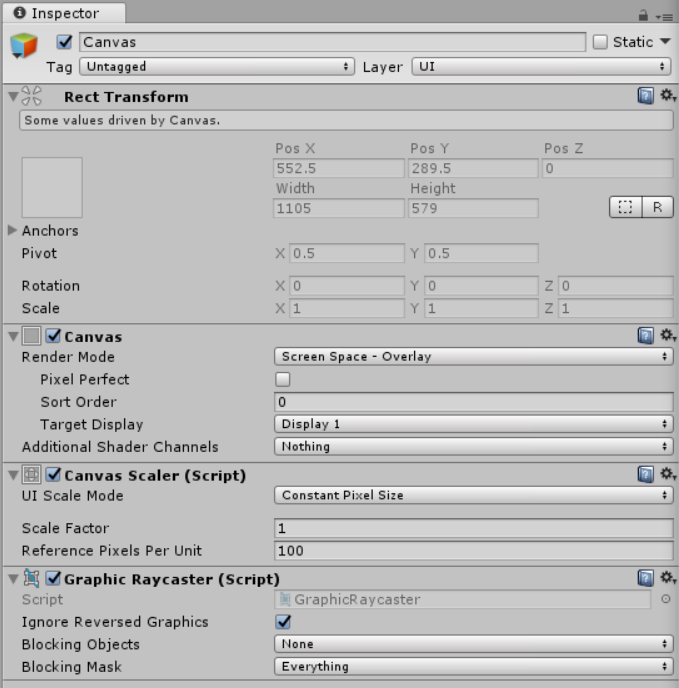 Inspector
Canvas Static
Tag Untagged Layer UI
Rect Transform
Some values driven by Canvas.
Pos X Pos Y Pos Z
552.5 289.5 0
Width Height
1105 579 R
Anchors
Pivot X 0.5 Y 0.5
Rotation X 0 Y 0 Z 0
Scale X 1 Y 1 Z 1
Canvas
Render Mode Screen Space - Overlay
Pixel Perfect
Sort Order 0
Target Display Display 1
Additional Shader Channels Nothing
Canvas Scaler (Script)
UI Scale Mode Constant Pixel Size
Scale Factor 1
Reference Pixels Per Unit 100
Graphic Raycaster (Script)
Script GraphicRaycaster
Ignore Reversed Graphics
Blocking Objects None
Blocking Mask Everything